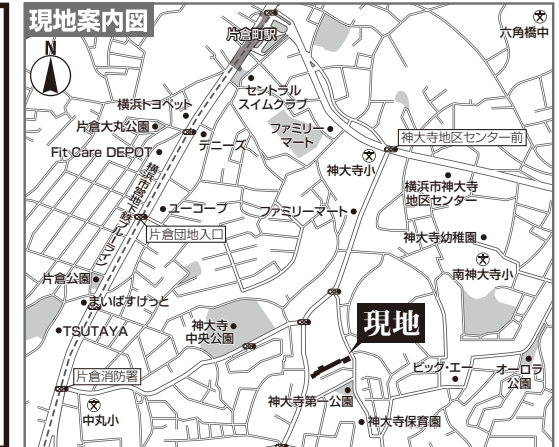 現地案内図
N
片倉町駅
六角橋中
セントラル
スイムクラブ
横浜トヨペット
片倉大丸公園
デニーズ
ファミリー
マート
神大寺地区センター前
Fit Care DEPOT
神大寺小
横浜市神大寺
地区センター
横浜市営地下鉄ブルーライン
ユーコープ
ファミリーマート
片倉団地入口
神大寺幼稚園
片倉公園
南神大寺小
まいばすけっと
TSUTAYA
神大寺
中央公園
現地
ビッグ・エー
オーロラ
公園
片倉消防署
中丸小
神大寺第一公園
神大寺保育園